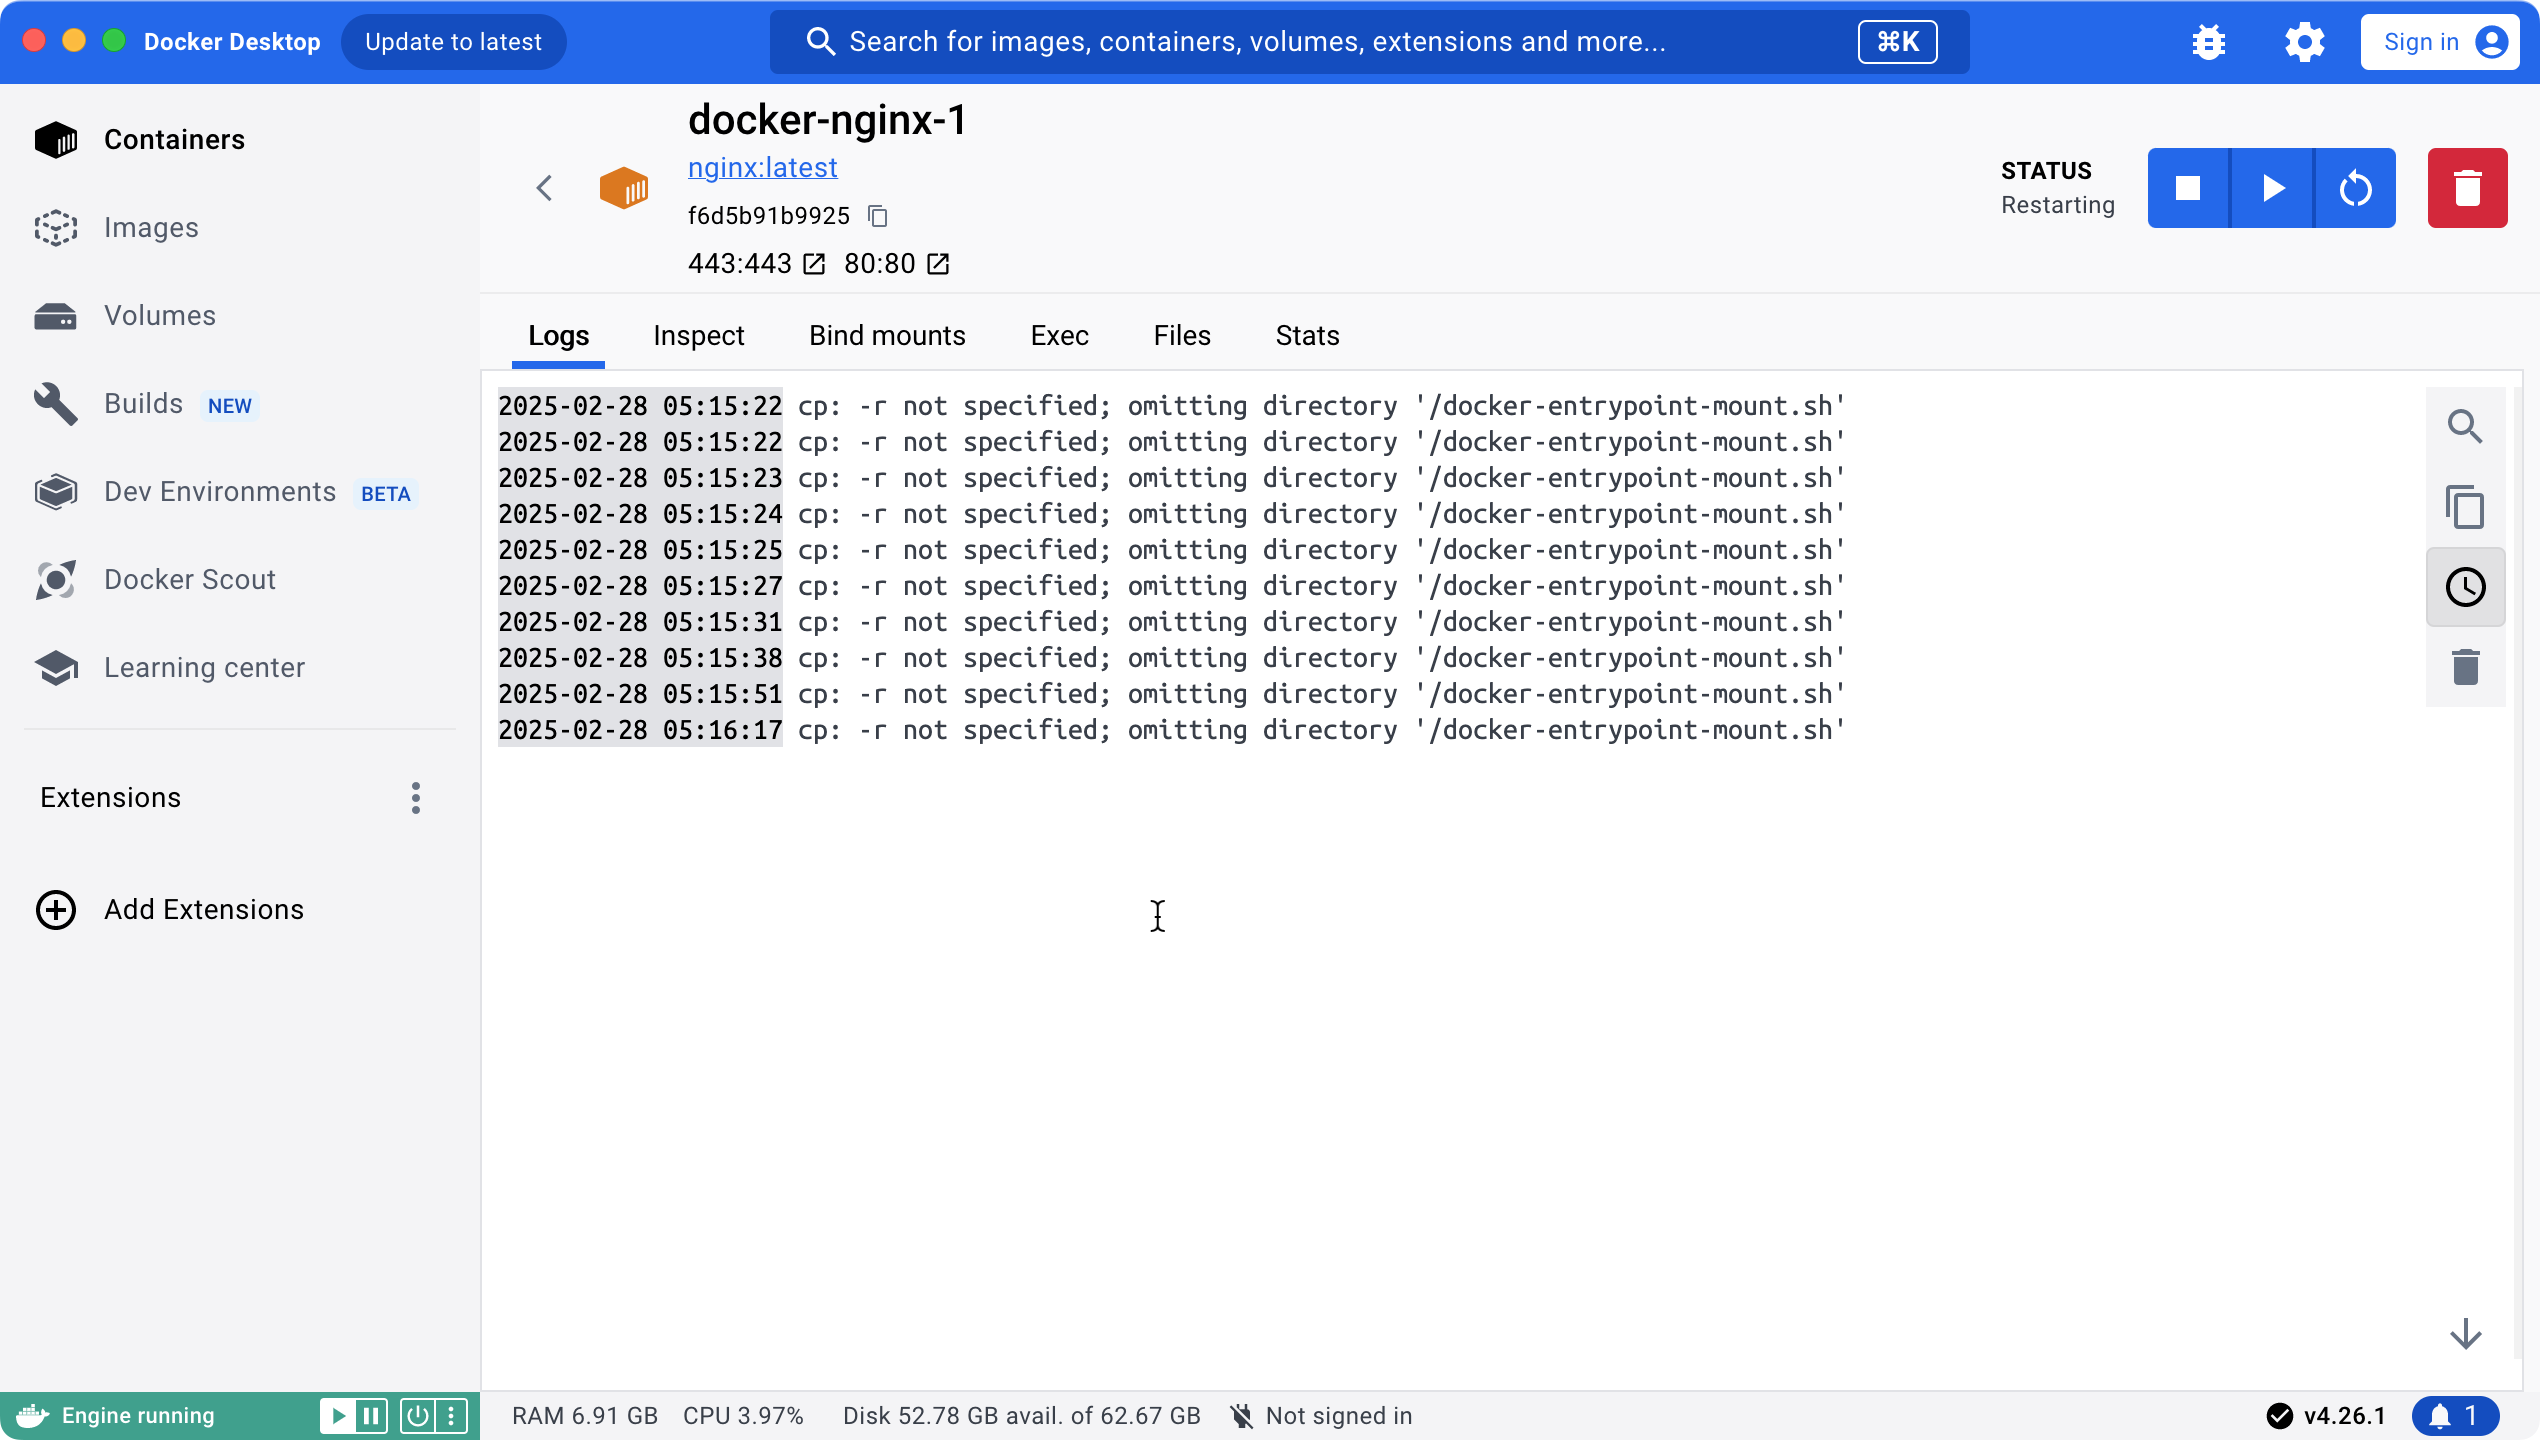 Docker Desktop
Update to latest
Search for images, containers, volumes, extensions and more...
⌘K
Sign in
Containers
Images
Volumes
Builds NEW
Dev Environments BETA
Docker Scout
Learning center
Extensions
Add Extensions
docker-nginx-1
nginx:latest
f6d5b91b9925
443:443 80:80
STATUS
Restarting
Logs Inspect Bind mounts Exec Files Stats
2025-02-28 05:15:22 cp: -r not specified; omitting directory '/docker-entrypoint-mount.sh'
2025-02-28 05:15:22 cp: -r not specified; omitting directory '/docker-entrypoint-mount.sh'
2025-02-28 05:15:23 cp: -r not specified; omitting directory '/docker-entrypoint-mount.sh'
2025-02-28 05:15:24 cp: -r not specified; omitting directory '/docker-entrypoint-mount.sh'
2025-02-28 05:15:25 cp: -r not specified; omitting directory '/docker-entrypoint-mount.sh'
2025-02-28 05:15:27 cp: -r not specified; omitting directory '/docker-entrypoint-mount.sh'
2025-02-28 05:15:31 cp: -r not specified; omitting directory '/docker-entrypoint-mount.sh'
2025-02-28 05:15:38 cp: -r not specified; omitting directory '/docker-entrypoint-mount.sh'
2025-02-28 05:15:51 cp: -r not specified; omitting directory '/docker-entrypoint-mount.sh'
2025-02-28 05:16:17 cp: -r not specified; omitting directory '/docker-entrypoint-mount.sh'
Engine running
RAM 6.91 GB CPU 3.97% Disk 52.78 GB avail. of 62.67 GB Not signed in
v4.26.1
1